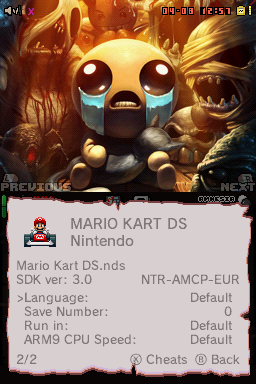 X 04-08 12:57
PREVIOUS NEXT
AMNESIA
MARIO KART DS
Nintendo
Mario Kart DS.nds
SDK ver: 3.0 NTR-AMCP-EUR
>Language: Default
Save Number: 0
Run in: Default
ARM9 CPU Speed: Default
2/2 Ⓧ Cheats Ⓑ Back